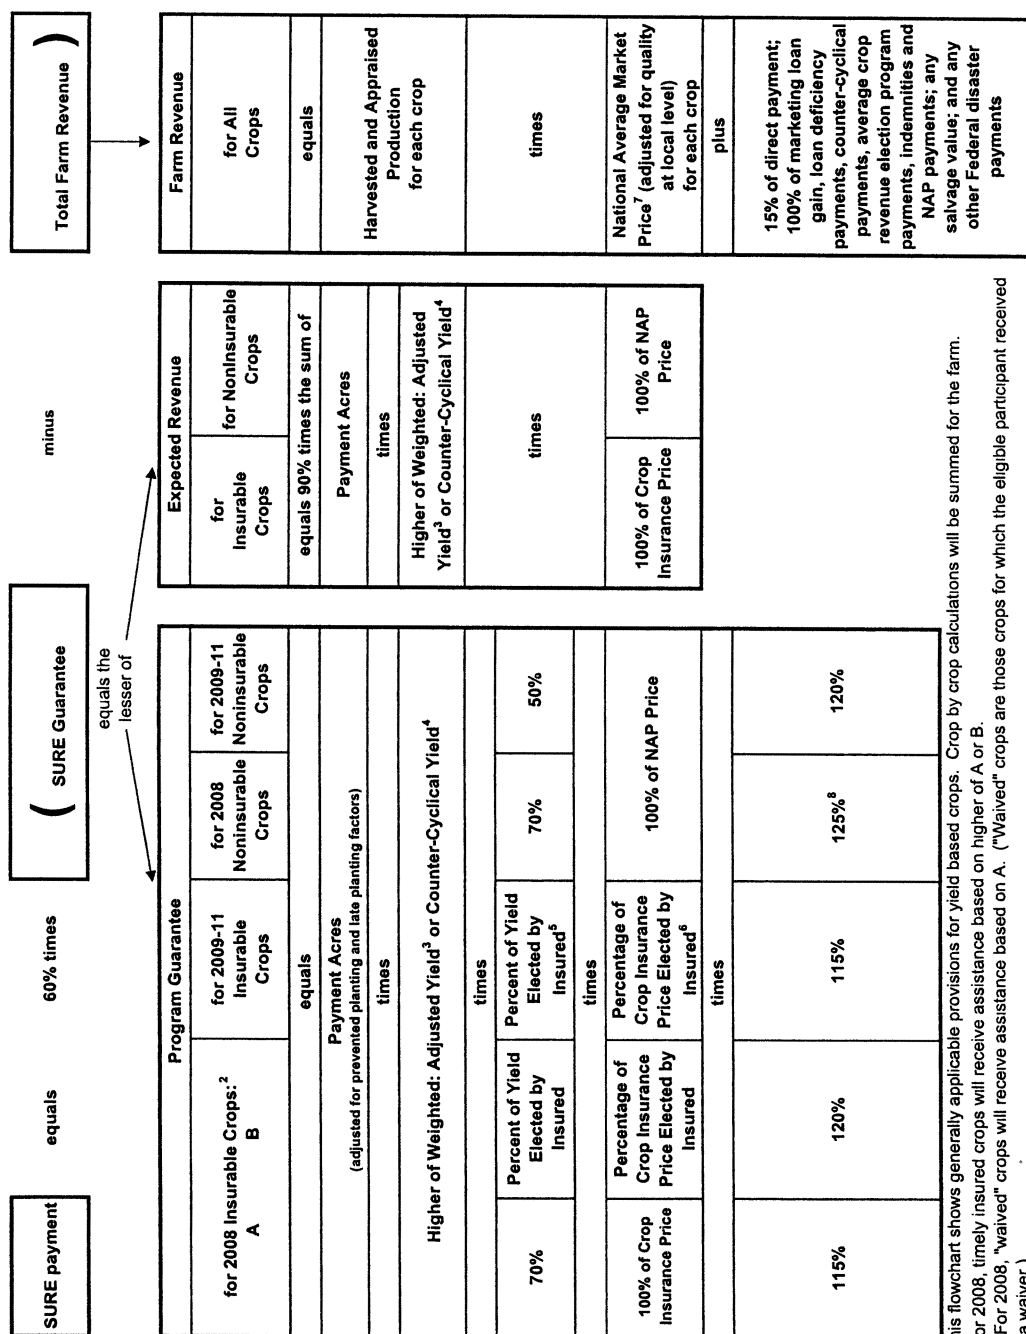 SURE payment
equals
60% times
( SURE Guarantee
minus
Total Farm Revenue )
equals the
lesser of
Program Guarantee
for 2008 Insurable Crops:²
A B
for 2009-11
Insurable
Crops
for 2008
Noninsurable
Crops
for 2009-11
Noninsurable
Crops
equals
Payment Acres
(adjusted for prevented planting and late planting factors)
times
Higher of Weighted: Adjusted Yield³ or Counter-Cyclical Yield⁴
times
70%
Percent of Yield
Elected by
Insured
Percent of Yield
Elected by
Insured⁵
70%
50%
times
100% of Crop
Insurance Price
Percentage of
Crop Insurance
Price Elected by
Insured
Percentage of
Crop Insurance
Price Elected by
Insured⁶
100% of NAP Price
times
115%
120%
115%
125%⁸
120%
Expected Revenue
for
Insurable
Crops
for NonInsurable
Crops
equals 90% times the sum of
Payment Acres
times
Higher of Weighted: Adjusted
Yield³ or Counter-Cyclical Yield⁴
times
100% of Crop
Insurance Price
100% of NAP
Price
Farm Revenue
for All
Crops
equals
Harvested and Appraised
Production
for each crop
times
National Average Market
Price⁷ (adjusted for quality
at local level)
for each crop
plus
15% of direct payment;
100% of marketing loan
gain, loan deficiency
payments, counter-cyclical
payments, average crop
revenue election program
payments, indemnities and
NAP payments; any
salvage value; and any
other Federal disaster
payments
his flowchart shows generally applicable provisions for yield based crops. Crop by crop calculations will be summed for the farm.
or 2008, timely insured crops will receive assistance based on higher of A or B.
For 2008, "waived" crops will receive assistance based on A. ("Waived" crops are those crops for which the eligible participant received
a waiver.)